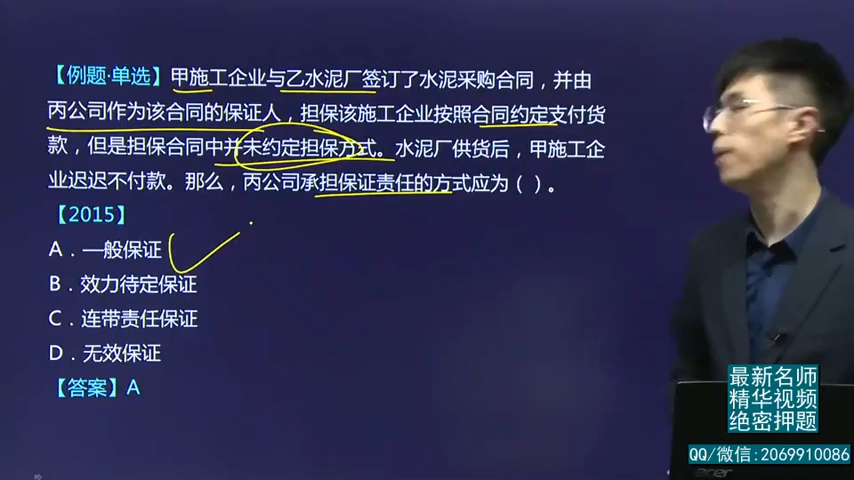 【例题·单选】甲施工企业与乙水泥厂签订了水泥采购合同，并由
丙公司作为该合同的保证人，担保该施工企业按照合同约定支付货
款，但是担保合同中并未约定担保方式。水泥厂供货后，甲施工企
业迟迟不付款。那么，丙公司承担保证责任的方式应为（ ）。
【2015】
A．一般保证
B．效力待定保证
C．连带责任保证
D．无效保证
【答案】A
最新名师
精华视频
绝密押题
QQ/微信:2069910086
acer